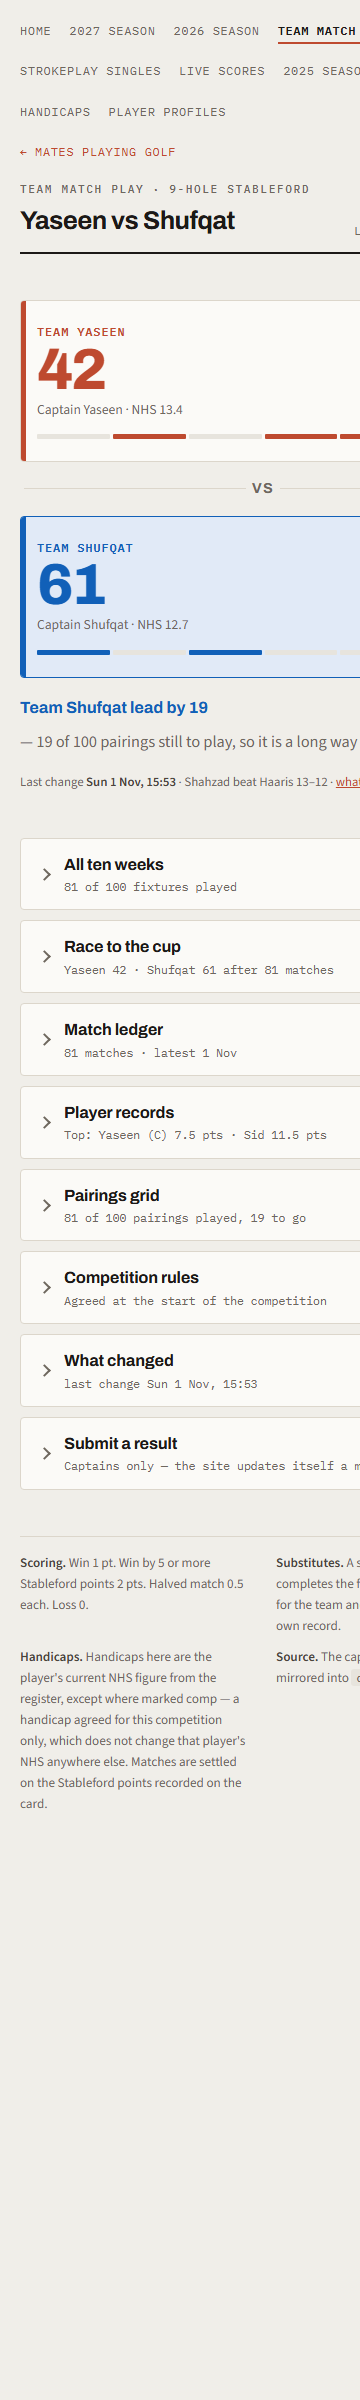 HOME 2027 SEASON 2026 SEASON TEAM MATCH
STROKEPLAY SINGLES LIVE SCORES 2025 SEASO
HANDICAPS PLAYER PROFILES
← MATES PLAYING GOLF
TEAM MATCH PLAY · 9-HOLE STABLEFORD
Yaseen vs Shufqat
L
TEAM YASEEN
42
Captain Yaseen · NHS 13.4
VS
TEAM SHUFQAT
61
Captain Shufqat · NHS 12.7
Team Shufqat lead by 19
— 19 of 100 pairings still to play, so it is a long way
Last change Sun 1 Nov, 15:53 · Shahzad beat Haaris 13–12 · what
All ten weeks
81 of 100 fixtures played
Race to the cup
Yaseen 42 · Shufqat 61 after 81 matches
Match ledger
81 matches · latest 1 Nov
Player records
Top: Yaseen (C) 7.5 pts · Sid 11.5 pts
Pairings grid
81 of 100 pairings played, 19 to go
Competition rules
Agreed at the start of the competition
What changed
last change Sun 1 Nov, 15:53
Submit a result
Captains only — the site updates itself a m
Scoring. Win 1 pt. Win by 5 or more
Stableford points 2 pts. Halved match 0.5
each. Loss 0.
Substitutes. A s
completes the f
for the team an
own record.
Handicaps. Handicaps here are the
player's current NHS figure from the
register, except where marked comp — a
handicap agreed for this competition
only, which does not change that player's
NHS anywhere else. Matches are settled
on the Stableford points recorded on the
card.
Source. The cap
mirrored into c